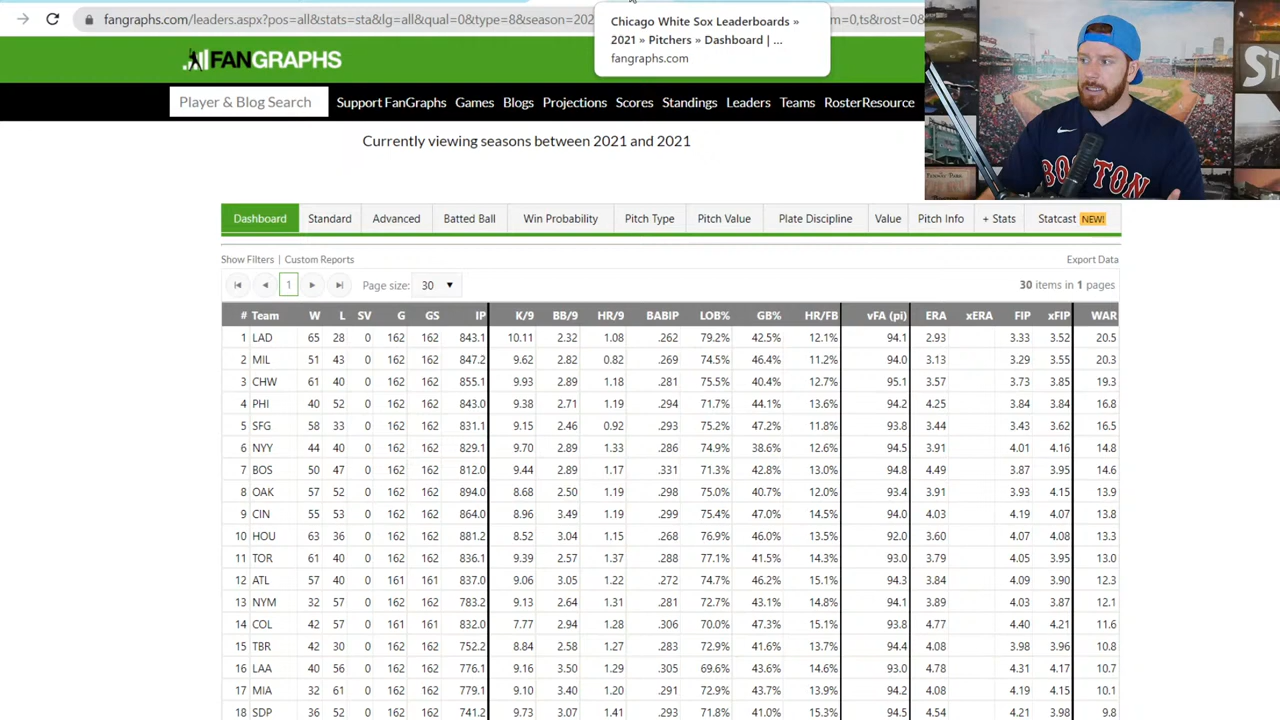 fangraphs.com/leaders.aspx?pos=all&stats=sta&lg=all&qual=0&type=8&season=202
m=0,ts&rost=0&
Chicago White Sox Leaderboards »
2021 » Pitchers » Dashboard | ...
fangraphs.com
FANGRAPHS
Player & Blog Search Support FanGraphs Games Blogs Projections Scores Standings Leaders Teams RosterResource
Currently viewing seasons between 2021 and 2021
BOSTON
Dashboard Standard Advanced Batted Ball Win Probability Pitch Type Pitch Value Plate Discipline Value Pitch Info + Stats Statcast NEW!
Show Filters | Custom Reports Export Data
1 Page size: 30 30 items in 1 pages
# Team W L SV G GS IP K/9 BB/9 HR/9 BABIP LOB% GB% HR/FB vFA (pi) ERA xERA FIP xFIP WAR
1 LAD 65 28 0 162 162 843.1 10.11 2.32 1.08 .262 79.2% 42.5% 12.1% 94.1 2.93 3.33 3.52 20.5
2 MIL 51 43 0 162 162 847.2 9.62 2.82 0.82 .269 74.5% 46.4% 11.2% 94.0 3.13 3.29 3.55 20.3
3 CHW 61 40 0 162 162 855.1 9.93 2.89 1.18 .281 75.5% 40.4% 12.7% 95.1 3.57 3.73 3.85 19.3
4 PHI 40 52 0 162 162 843.0 9.38 2.71 1.19 .294 71.7% 44.1% 13.6% 94.2 4.25 3.84 3.84 16.8
5 SFG 58 33 0 162 162 831.1 9.15 2.46 0.92 .293 75.2% 47.2% 11.8% 93.8 3.44 3.43 3.62 16.5
6 NYY 44 40 0 162 162 829.1 9.70 2.89 1.33 .286 74.9% 38.6% 12.6% 94.5 3.91 4.01 4.16 14.8
7 BOS 50 47 0 162 162 812.0 9.44 2.89 1.17 .331 71.3% 42.8% 13.0% 94.8 4.49 3.87 3.95 14.6
8 OAK 57 52 0 162 162 894.0 8.68 2.50 1.19 .298 75.0% 40.7% 12.0% 93.4 3.91 3.93 4.15 13.9
9 CIN 55 53 0 162 162 864.0 8.96 3.49 1.19 .299 75.4% 47.0% 14.5% 94.0 4.03 4.19 4.07 13.8
10 HOU 63 36 0 162 162 881.2 8.52 3.04 1.15 .268 76.9% 46.0% 13.5% 92.0 3.60 4.07 4.08 13.3
11 TOR 61 40 0 162 162 836.1 9.39 2.57 1.37 .288 77.1% 41.5% 14.3% 93.0 3.79 4.05 3.95 13.0
12 ATL 57 40 0 161 161 837.0 9.06 3.05 1.22 .272 74.7% 46.2% 15.1% 94.3 3.84 4.09 3.90 12.3
13 NYM 32 57 0 162 162 783.2 9.13 2.64 1.31 .281 72.7% 43.1% 14.8% 94.1 3.89 4.03 3.87 12.1
14 COL 42 57 0 161 161 832.0 7.77 2.94 1.28 .306 70.0% 47.3% 15.1% 93.8 4.77 4.40 4.21 11.6
15 TBR 42 30 0 162 162 752.2 8.84 2.58 1.27 .283 72.9% 41.6% 13.7% 94.4 4.08 3.98 3.96 10.8
16 LAA 40 56 0 162 162 776.1 9.16 3.50 1.29 .305 69.6% 43.6% 14.6% 93.0 4.78 4.31 4.17 10.7
17 MIA 32 61 0 162 162 779.1 9.10 3.40 1.20 .291 72.9% 43.7% 13.9% 94.2 4.08 4.19 4.15 10.1
18 SDP 36 52 0 162 162 741.2 9.73 3.07 1.41 .293 71.8% 41.0% 15.3% 94.5 4.54 4.21 3.98 9.8